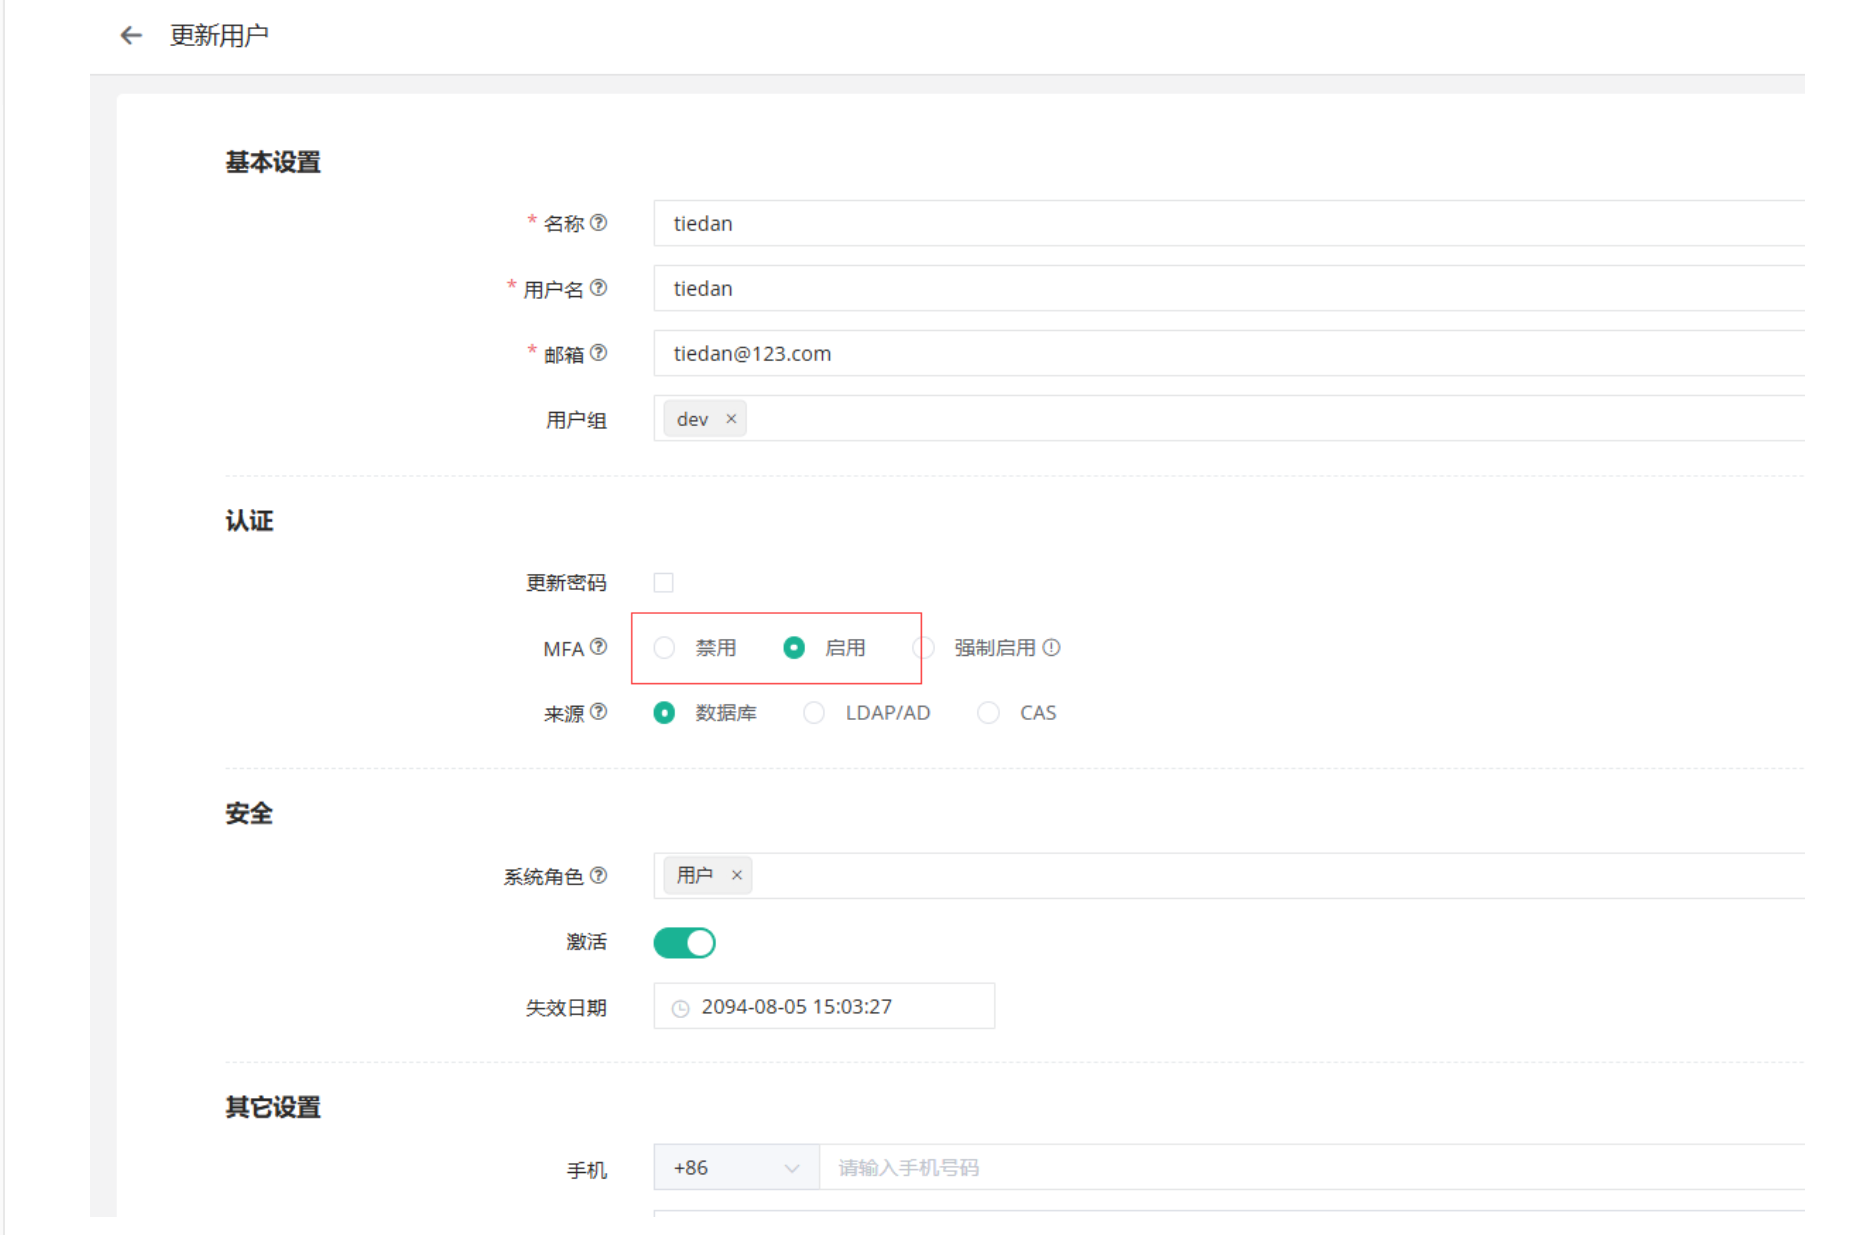 更新用户
基本设置
* 名称 tiedan
* 用户名 tiedan
* 邮箱 tiedan@123.com
用户组 dev ×
认证
更新密码
MFA 禁用 启用 强制启用
来源 数据库 LDAP/AD CAS
安全
系统角色 用户 ×
激活
失效日期 2094-08-05 15:03:27
其它设置
手机 +86 请输入手机号码